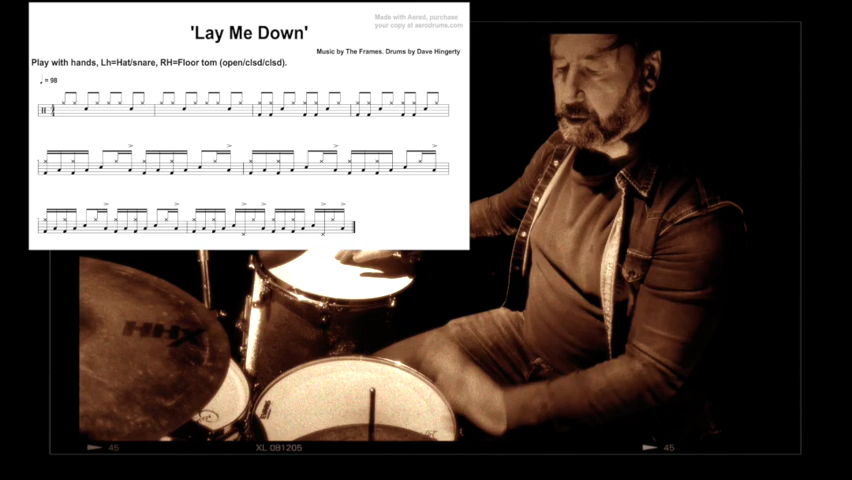 Made with Aered, purchase
your copy at aerodrums.com
'Lay Me Down'
Music by The Frames. Drums by Dave Hingerty
Play with hands, Lh=Hat/snare, RH=Floor tom (open/clsd/clsd).
♩ = 98
HHX
45
XL 081205
45